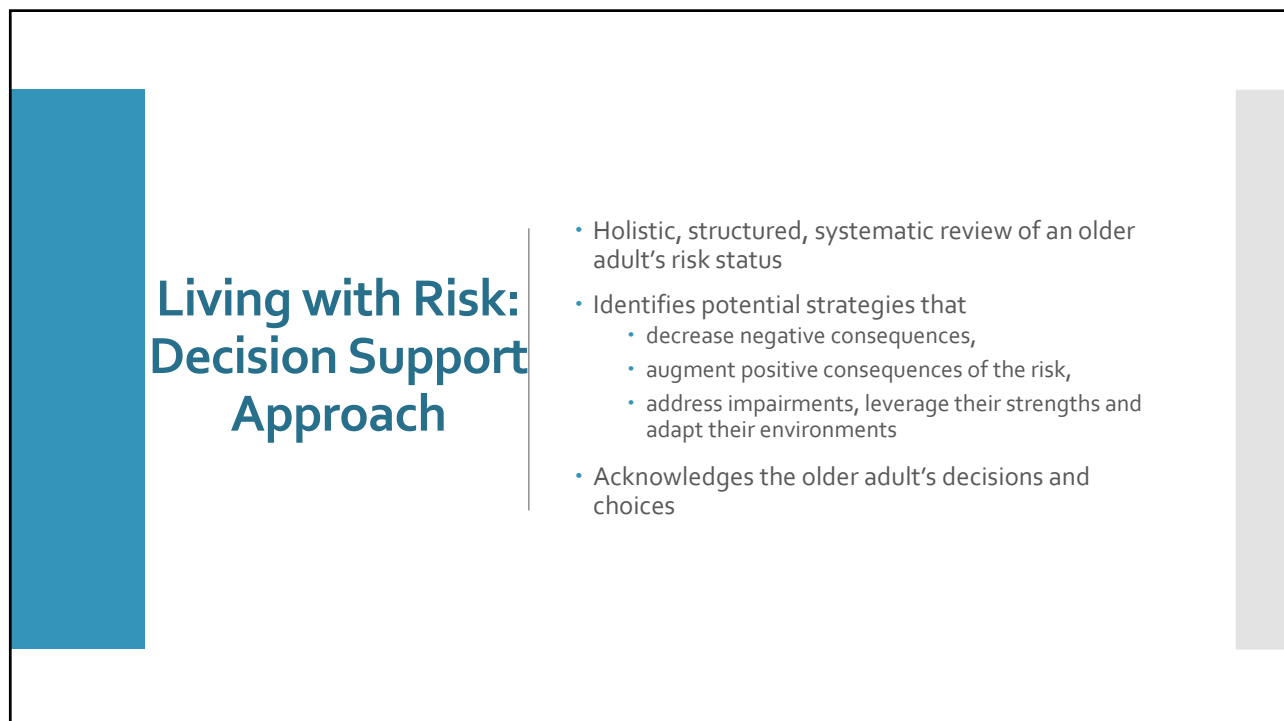 Living with Risk:
Decision Support
Approach
• Holistic, structured, systematic review of an older
adult's risk status
• Identifies potential strategies that
• decrease negative consequences,
• augment positive consequences of the risk,
• address impairments, leverage their strengths and
adapt their environments
• Acknowledges the older adult's decisions and
choices